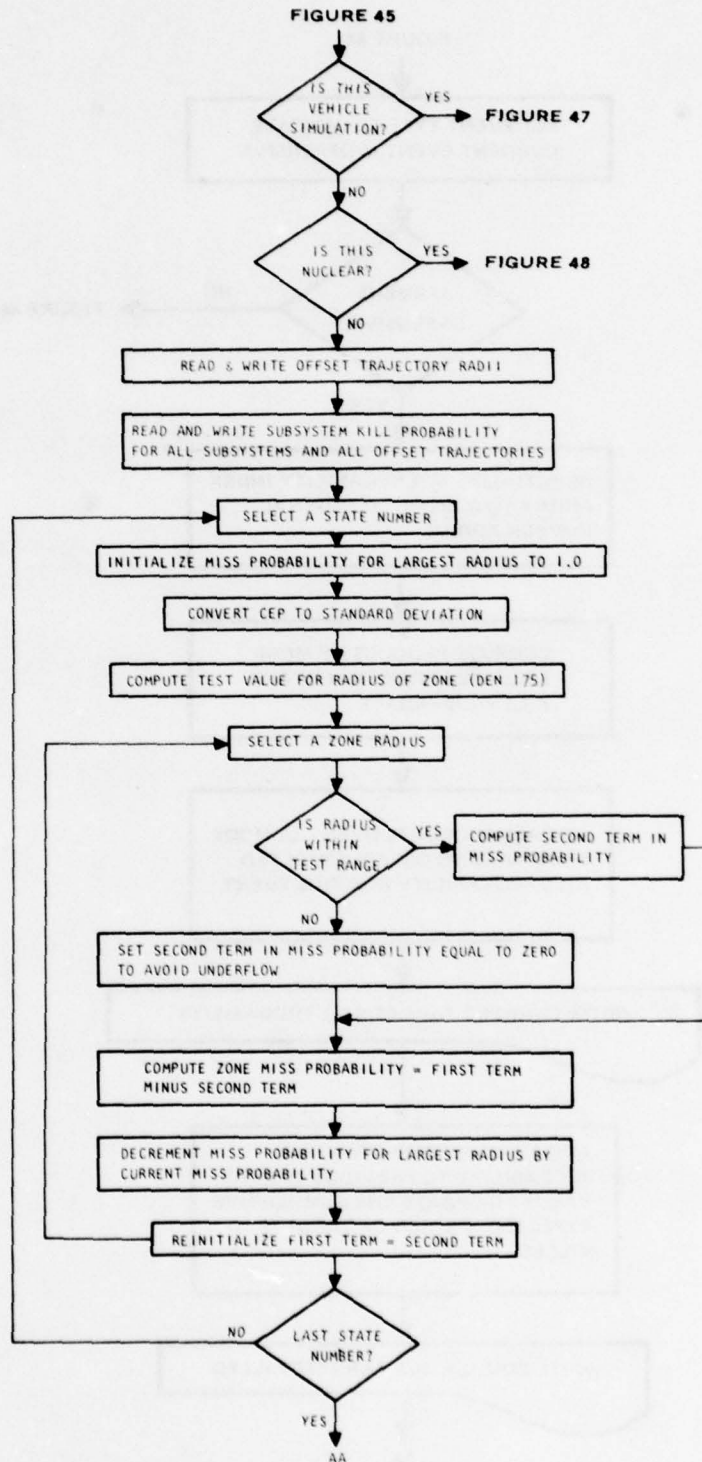 FIGURE 45
IS THIS
VEHICLE
SIMULATION?
YES
FIGURE 47
NO
IS THIS
NUCLEAR?
YES
FIGURE 48
NO
READ & WRITE OFFSET TRAJECTORY RADII
READ AND WRITE SUBSYSTEM KILL PROBABILITY
FOR ALL SUBSYSTEMS AND ALL OFFSET TRAJECTORIES
SELECT A STATE NUMBER
INITIALIZE MISS PROBABILITY FOR LARGEST RADIUS TO 1.0
CONVERT CEP TO STANDARD DEVIATION
COMPUTE TEST VALUE FOR RADIUS OF ZONE (DEN 175)
SELECT A ZONE RADIUS
IS RADIUS
WITHIN
TEST RANGE
YES
COMPUTE SECOND TERM IN
MISS PROBABILITY
NO
SET SECOND TERM IN MISS PROBABILITY EQUAL TO ZERO
TO AVOID UNDERFLOW
COMPUTE ZONE MISS PROBABILITY = FIRST TERM
MINUS SECOND TERM
DECREMENT MISS PROBABILITY FOR LARGEST RADIUS BY
CURRENT MISS PROBABILITY
REINITIALIZE FIRST TERM = SECOND TERM
NO
LAST STATE
NUMBER?
YES
AA